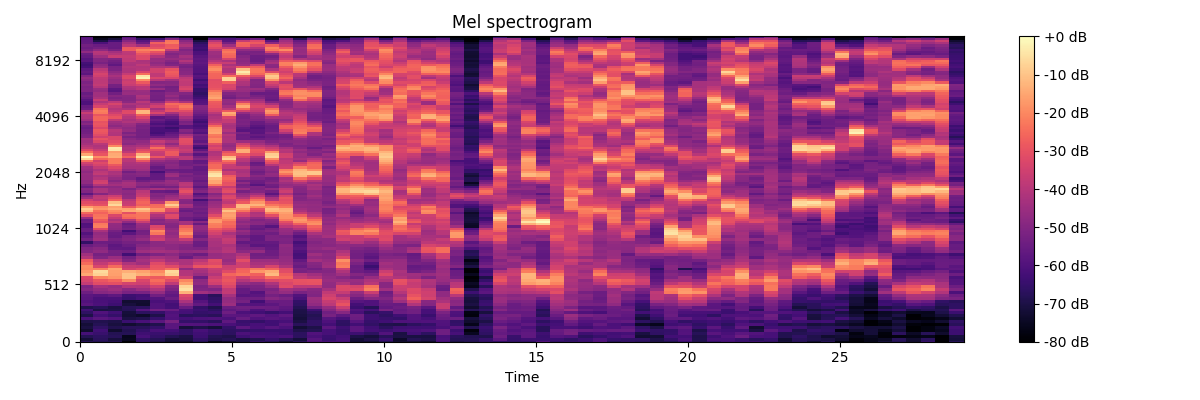 Mel spectrogram
Hz
8192
4096
2048
1024
512
0
0 5 10 15 20 25
Time
+0 dB
-10 dB
-20 dB
-30 dB
-40 dB
-50 dB
-60 dB
-70 dB
-80 dB